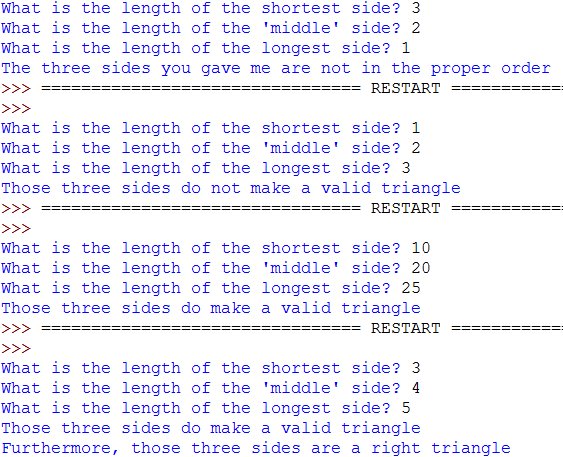 What is the length of the shortest side? 3
What is the length of the 'middle' side? 2
What is the length of the longest side? 1
The three sides you gave me are not in the proper order
>>> ================================ RESTART ============
>>>
What is the length of the shortest side? 1
What is the length of the 'middle' side? 2
What is the length of the longest side? 3
Those three sides do not make a valid triangle
>>> ================================ RESTART ============
>>>
What is the length of the shortest side? 10
What is the length of the 'middle' side? 20
What is the length of the longest side? 25
Those three sides do make a valid triangle
>>> ================================ RESTART ============
>>>
What is the length of the shortest side? 3
What is the length of the 'middle' side? 4
What is the length of the longest side? 5
Those three sides do make a valid triangle
Furthermore, those three sides are a right triangle